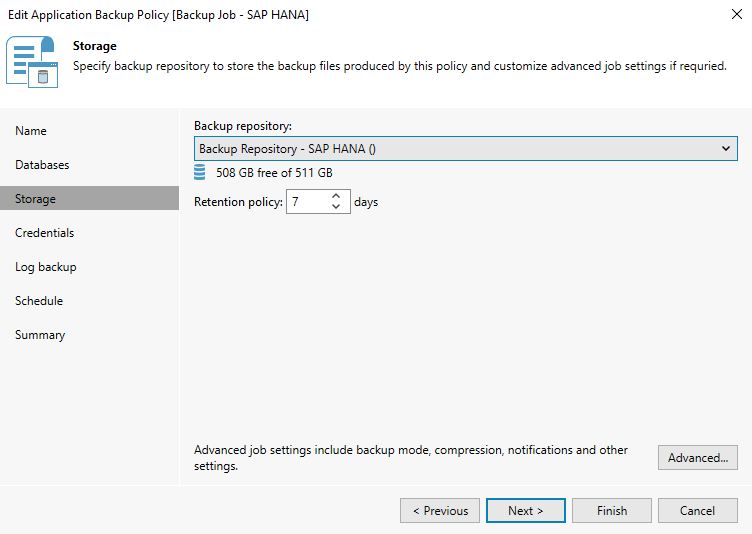 Edit Application Backup Policy [Backup Job - SAP HANA]
Storage
Specify backup repository to store the backup files produced by this policy and customize advanced job settings if requried.
Name
Databases
Storage
Credentials
Log backup
Schedule
Summary
Backup repository:
Backup Repository - SAP HANA ()
508 GB free of 511 GB
Retention policy: 7 days
Advanced job settings include backup mode, compression, notifications and other
settings.
Advanced...
< Previous
Next >
Finish
Cancel